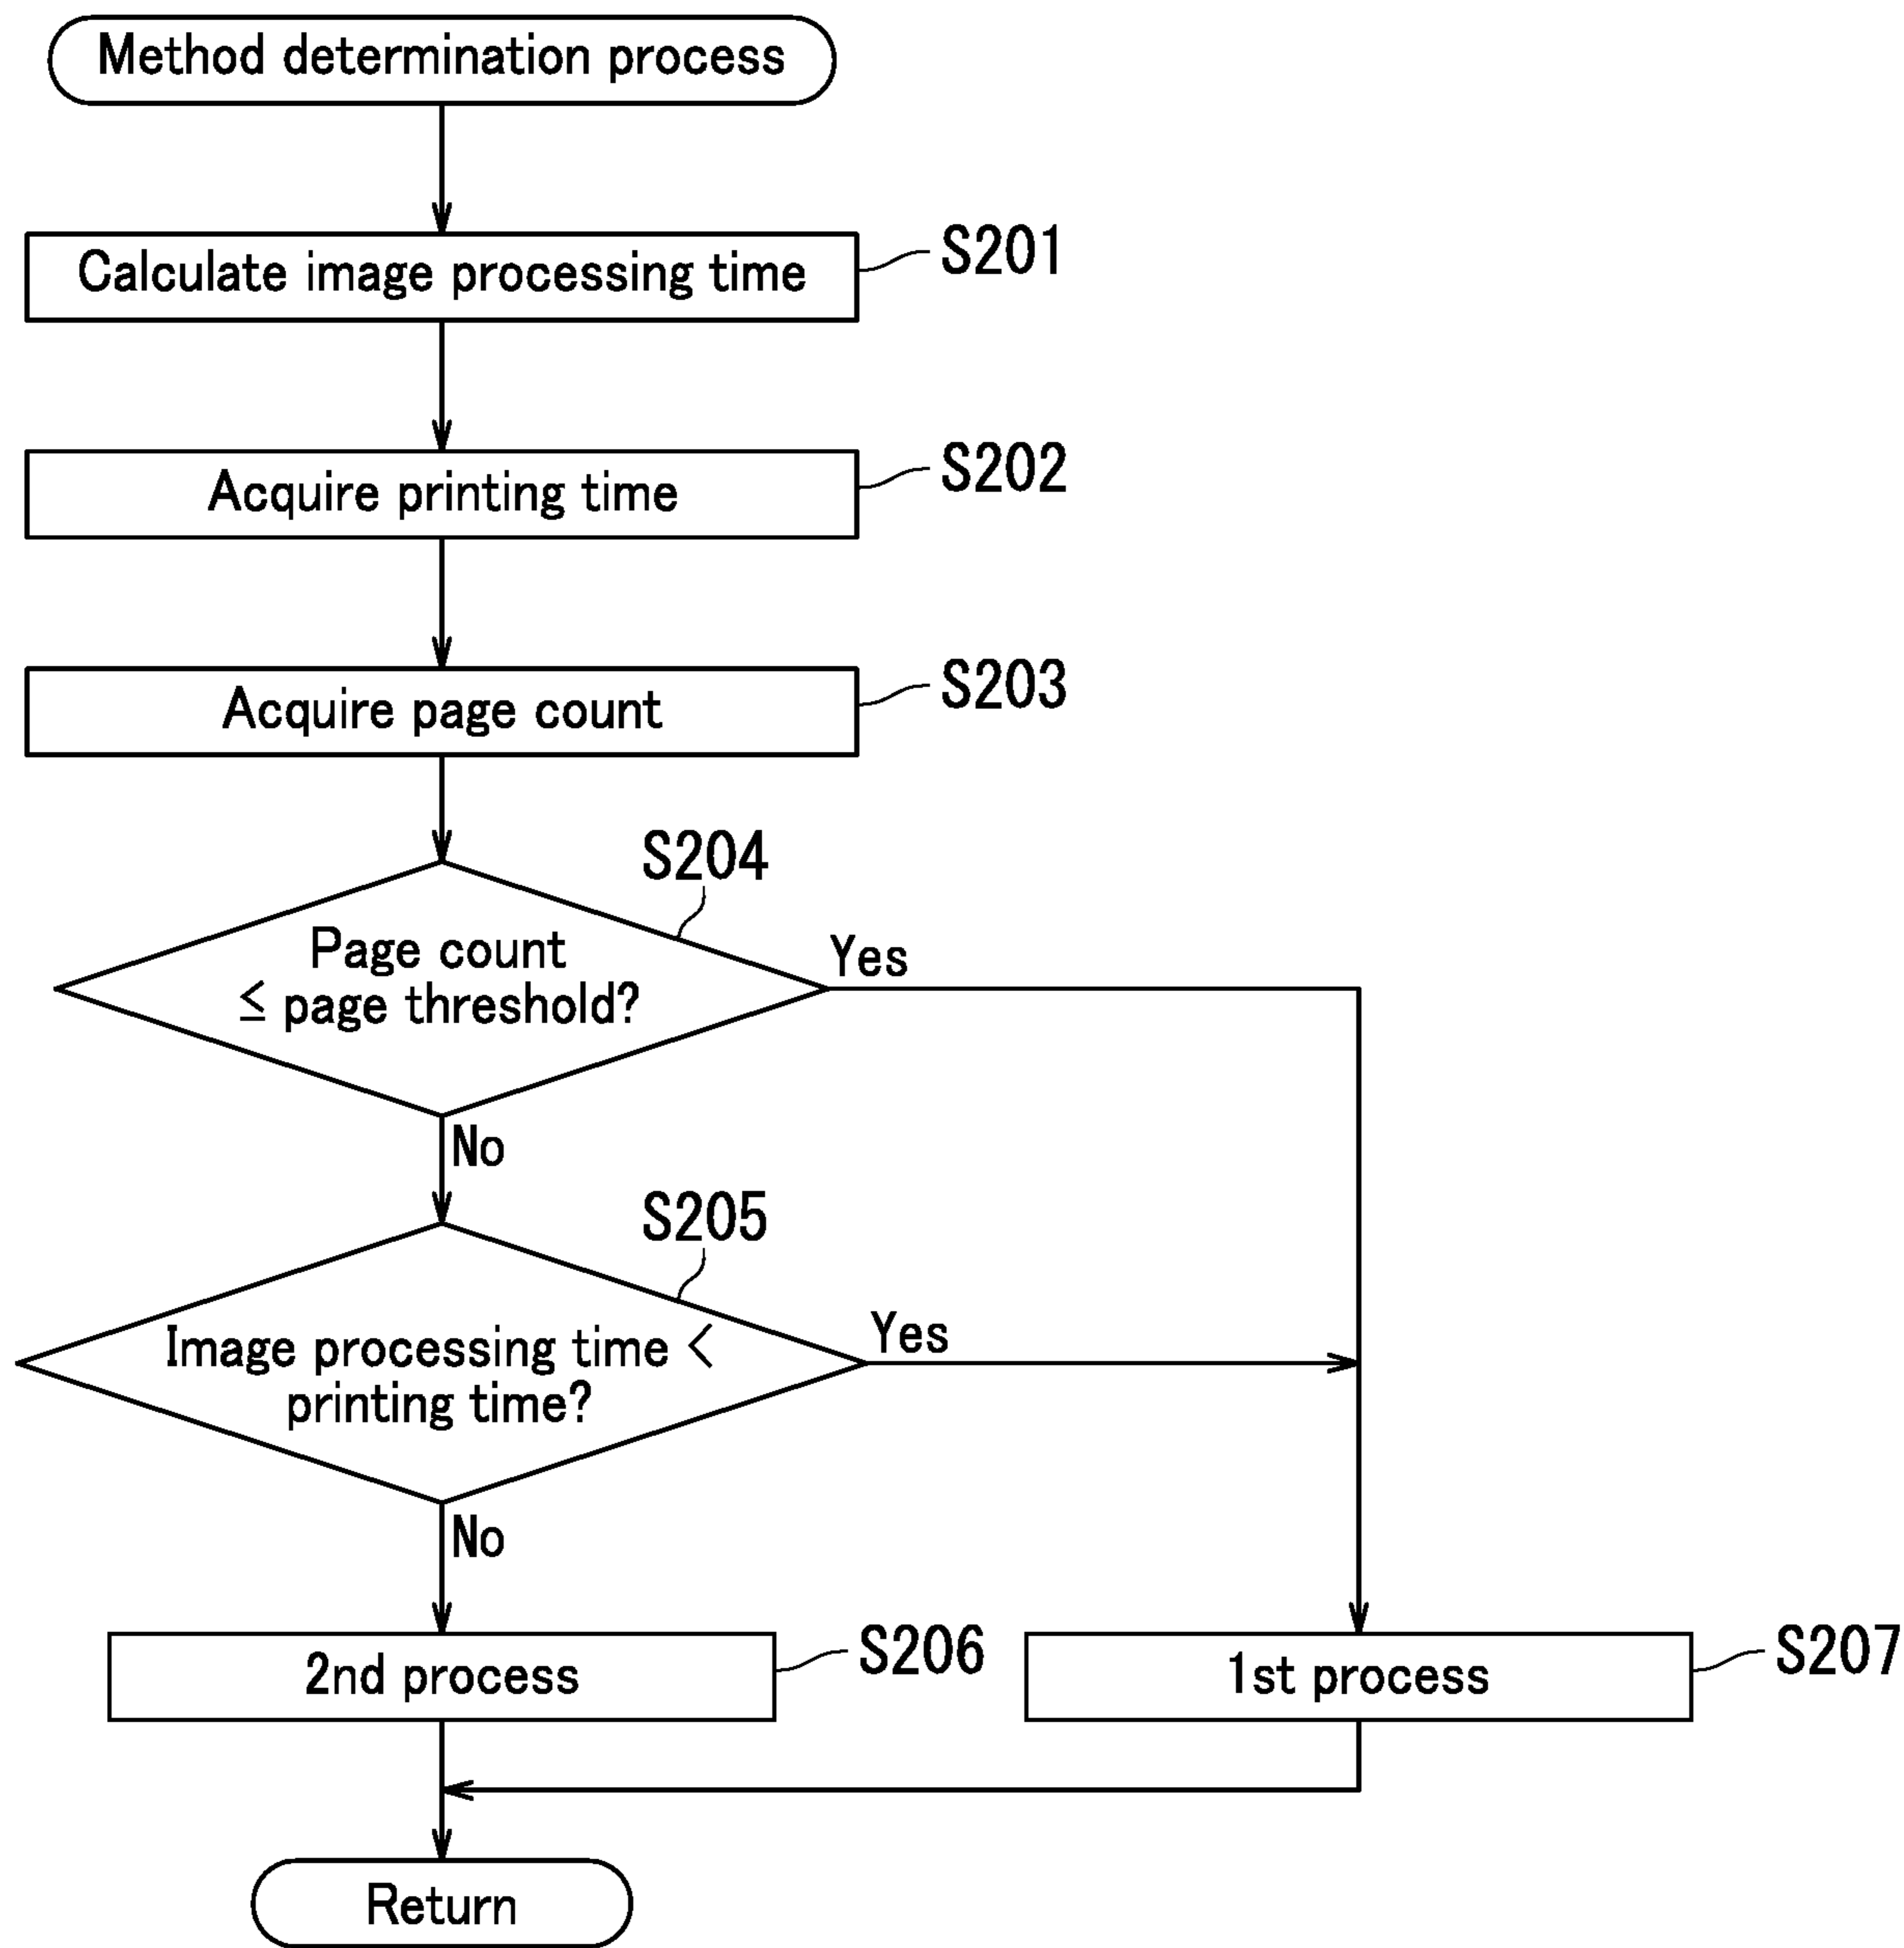 Method determination process
Calculate image processing time
S201
Acquire printing time
S202
Acquire page count
S203
S204
Page count
≤ page threshold?
Yes
No
S205
Image processing time <
printing time?
Yes
No
2nd process
S206
1st process
S207
Return